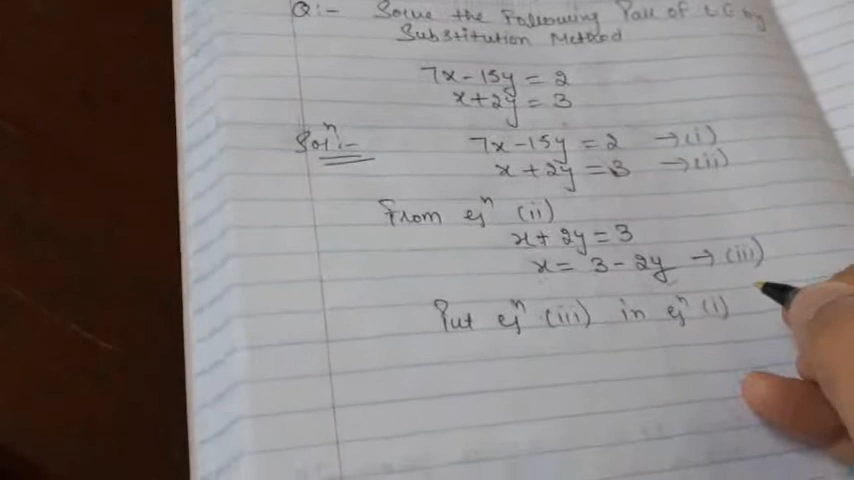 Q:- Solve the Following Pair of LE by
Substitution Method
7x - 15y = 2
x + 2y = 3
Solⁿ:- 7x - 15y = 2 → (i)
x + 2y = 3 → (ii)
From eqⁿ (ii)
x + 2y = 3
x = 3 - 2y → (iii)
Put eqⁿ (iii) in eqⁿ (i)